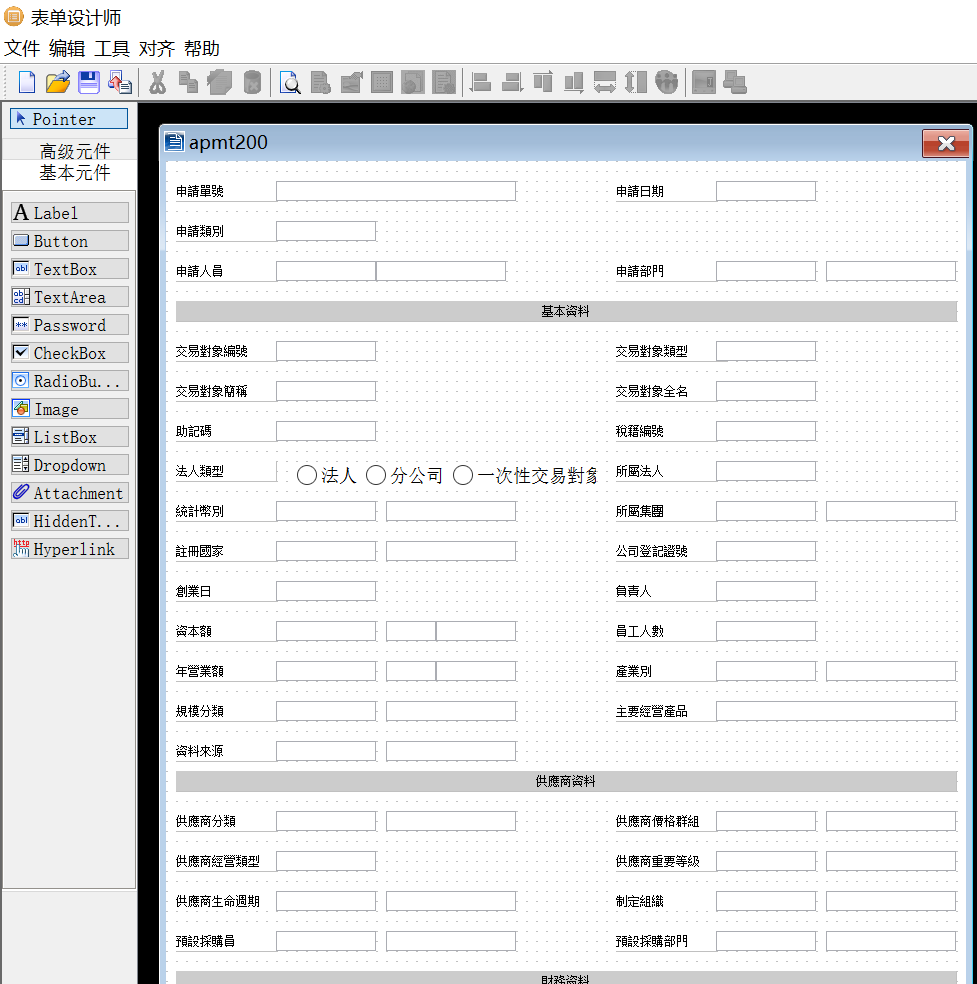 表单设计师
文件 编辑 工具 对齐 帮助
Pointer
高级元件
基本元件
Label
Button
TextBox
TextArea
Password
CheckBox
RadioBu...
Image
ListBox
Dropdown
Attachment
HiddenT...
Hyperlink
apmt200
申請單號 申請日期
申請類別
申請人員 申請部門
基本資料
交易對象編號 交易對象類型
交易對象簡稱 交易對象全名
助記碼 稅籍編號
法人類型 法人 分公司 一次性交易對象 所屬法人
統計幣別 所屬集團
註冊國家 公司登記證號
創業日 負責人
資本額 員工人數
年營業額 產業別
規模分類 主要經營產品
資料來源
供應商資料
供應商分類 供應商價格群組
供應商經營類型 供應商重要等級
供應商生命週期 制定組織
預設採購員 預設採購部門
財務資料